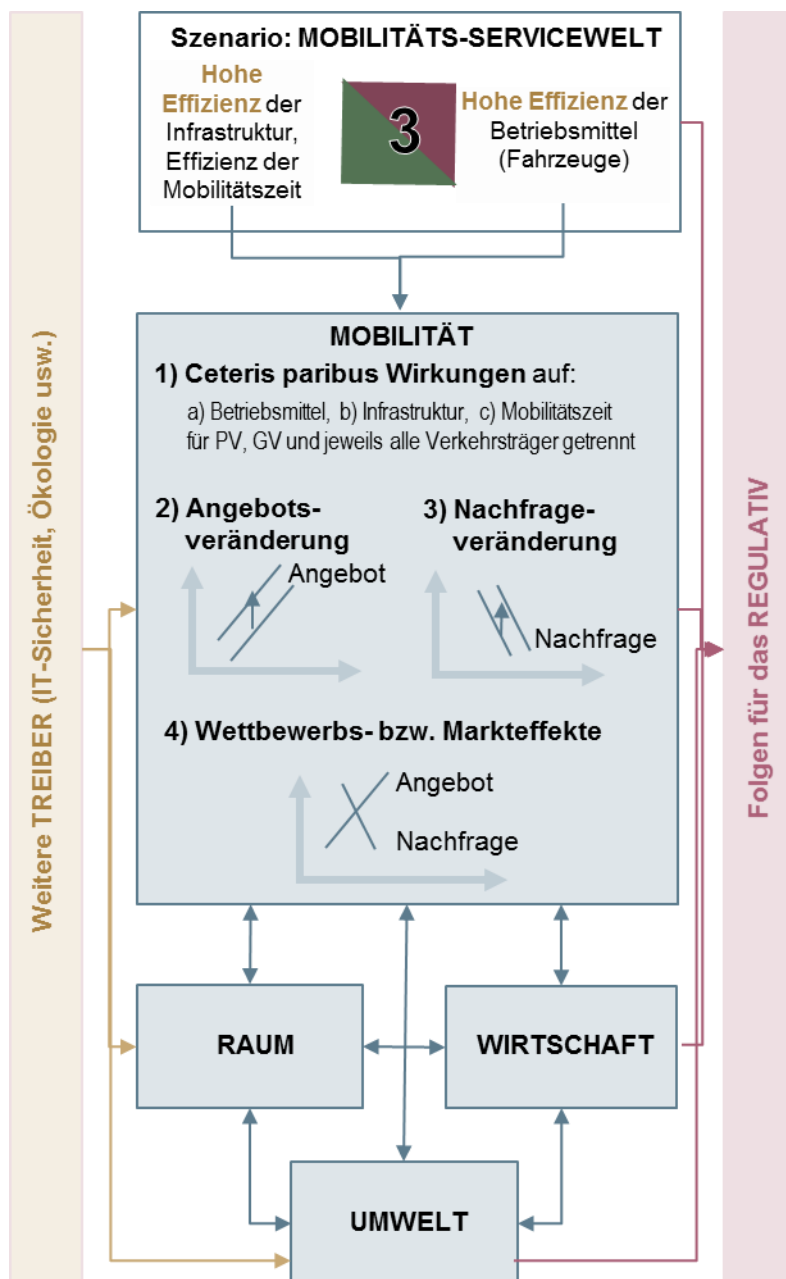 Szenario: MOBILITÄTS-SERVICEWELT
Hohe
Effizienz der
Infrastruktur,
Effizienz der
Mobilitätszeit
3
Hohe Effizienz der
Betriebsmittel
(Fahrzeuge)
Weitere TREIBER (IT-Sicherheit, Ökologie usw.)
MOBILITÄT
1) Ceteris paribus Wirkungen auf:
a) Betriebsmittel, b) Infrastruktur, c) Mobilitätszeit
für PV, GV und jeweils alle Verkehrsträger getrennt
2) Angebots-
veränderung
Angebot
3) Nachfrage-
veränderung
Nachfrage
4) Wettbewerbs- bzw. Markteffekte
Angebot
Nachfrage
Folgen für das REGULATIV
RAUM
WIRTSCHAFT
UMWELT